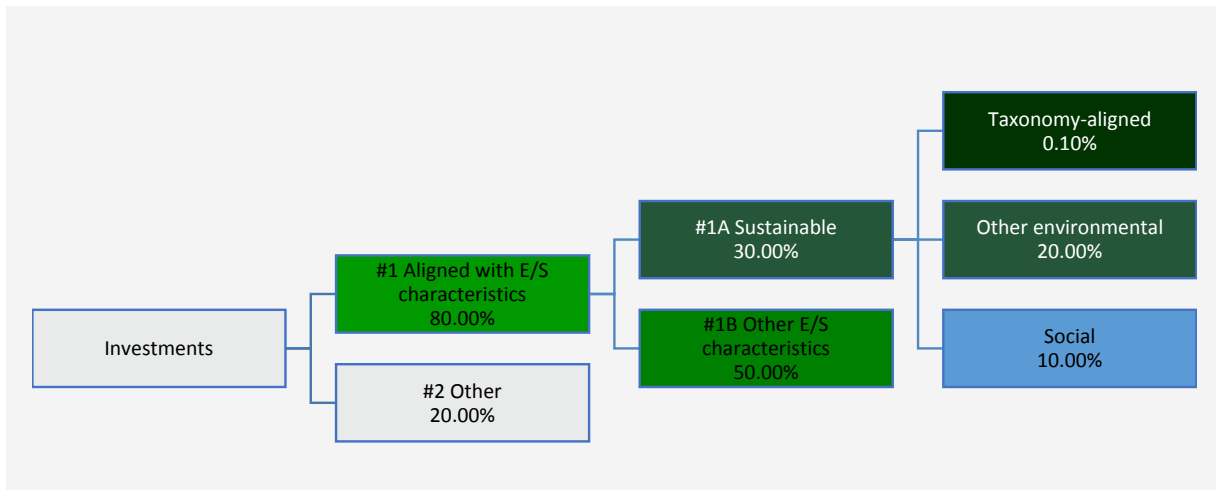 Investments
#1 Aligned with E/S
characteristics
80.00%
#2 Other
20.00%
#1A Sustainable
30.00%
#1B Other E/S
characteristics
50.00%
Taxonomy-aligned
0.10%
Other environmental
20.00%
Social
10.00%